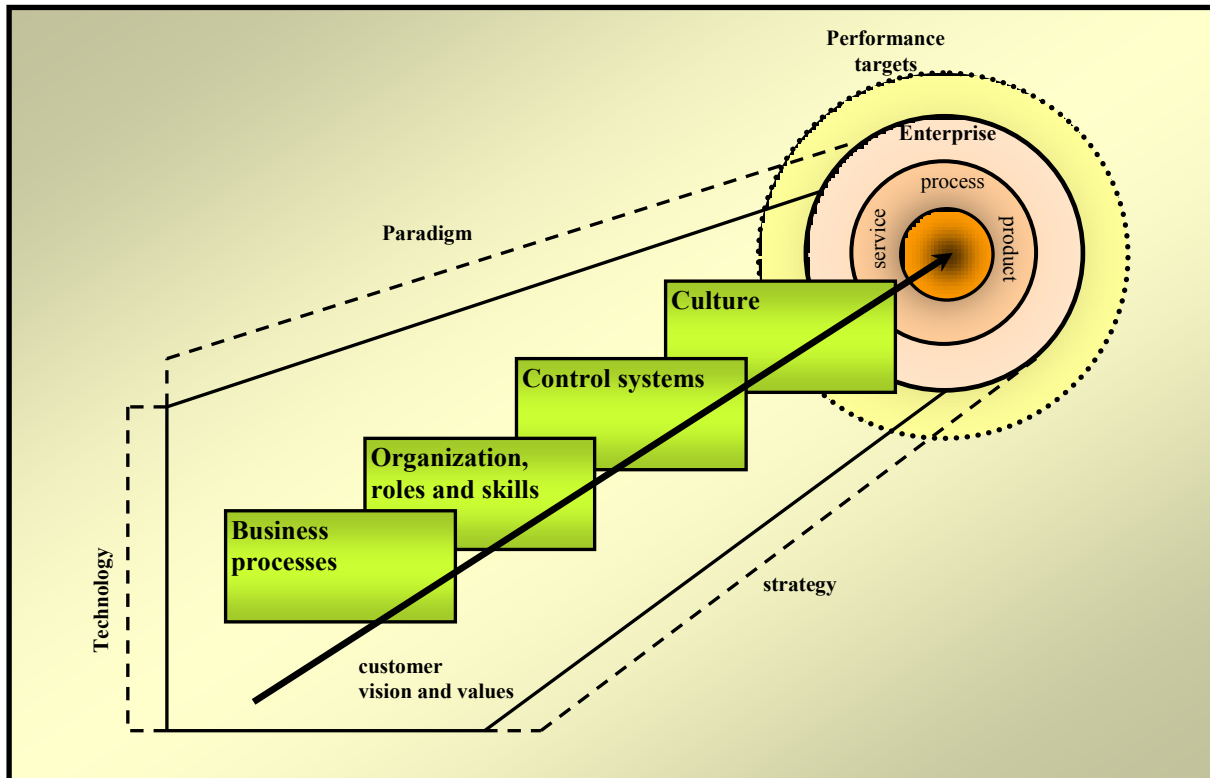 Performance
targets
Enterprise
process
service
product
Paradigm
Culture
Control systems
Organization,
roles and skills
Business
processes
Technology
strategy
customer
vision and values